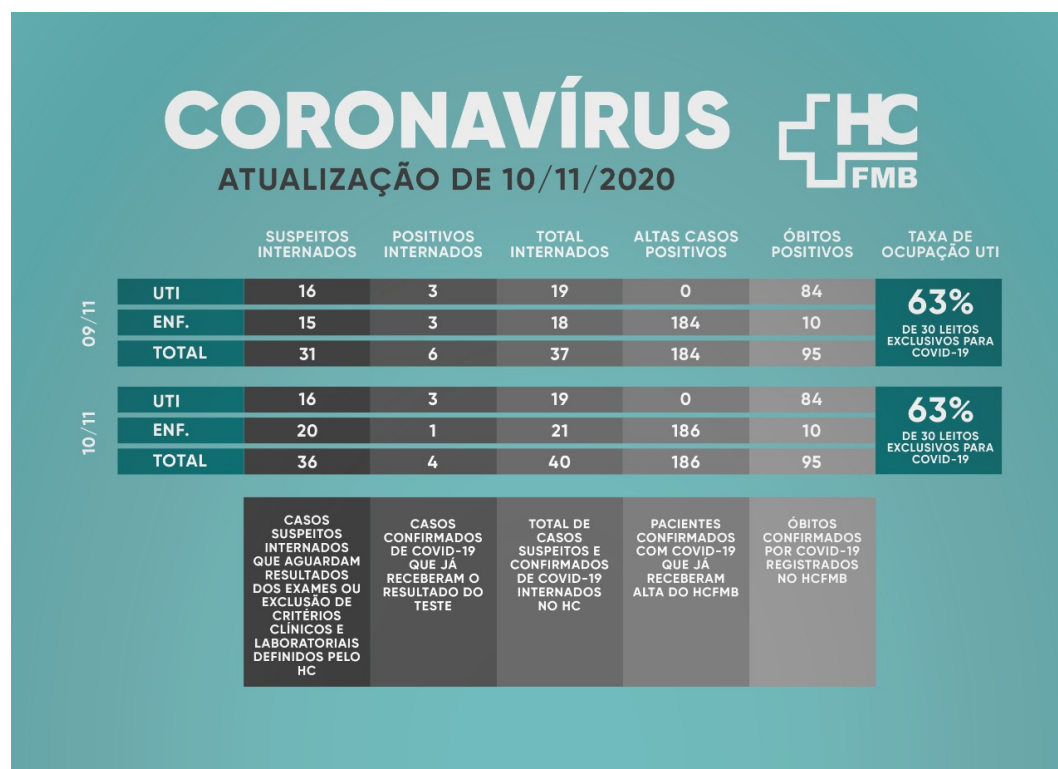 CORONAVÍRUS
HC
FMB
ATUALIZAÇÃO DE 10/11/2020
SUSPEITOS INTERNADOS POSITIVOS INTERNADOS TOTAL INTERNADOS ALTAS CASOS POSITIVOS ÓBITOS POSITIVOS TAXA DE OCUPAÇÃO UTI
09/11
UTI 16 3 19 0 84
ENF. 15 3 18 184 10
TOTAL 31 6 37 184 95
63%
DE 30 LEITOS
EXCLUSIVOS PARA
COVID-19
10/11
UTI 16 3 19 0 84
ENF. 20 1 21 186 10
TOTAL 36 4 40 186 95
63%
DE 30 LEITOS
EXCLUSIVOS PARA
COVID-19
CASOS
SUSPEITOS
INTERNADOS
QUE AGUARDAM
RESULTADOS
DOS EXAMES OU
EXCLUSÃO DE
CRITÉRIOS
CLÍNICOS E
LABORATORIAIS
DEFINIDOS PELO
HC
CASOS
CONFIRMADOS
DE COVID-19
QUE JÁ
RECEBERAM O
RESULTADO DO
TESTE
TOTAL DE
CASOS
SUSPEITOS E
CONFIRMADOS
DE COVID-19
INTERNADOS
NO HC
PACIENTES
CONFIRMADOS
COM COVID-19
QUE JÁ
RECEBERAM
ALTA DO HCFMB
ÓBITOS
CONFIRMADOS
POR COVID-19
REGISTRADOS
NO HCFMB